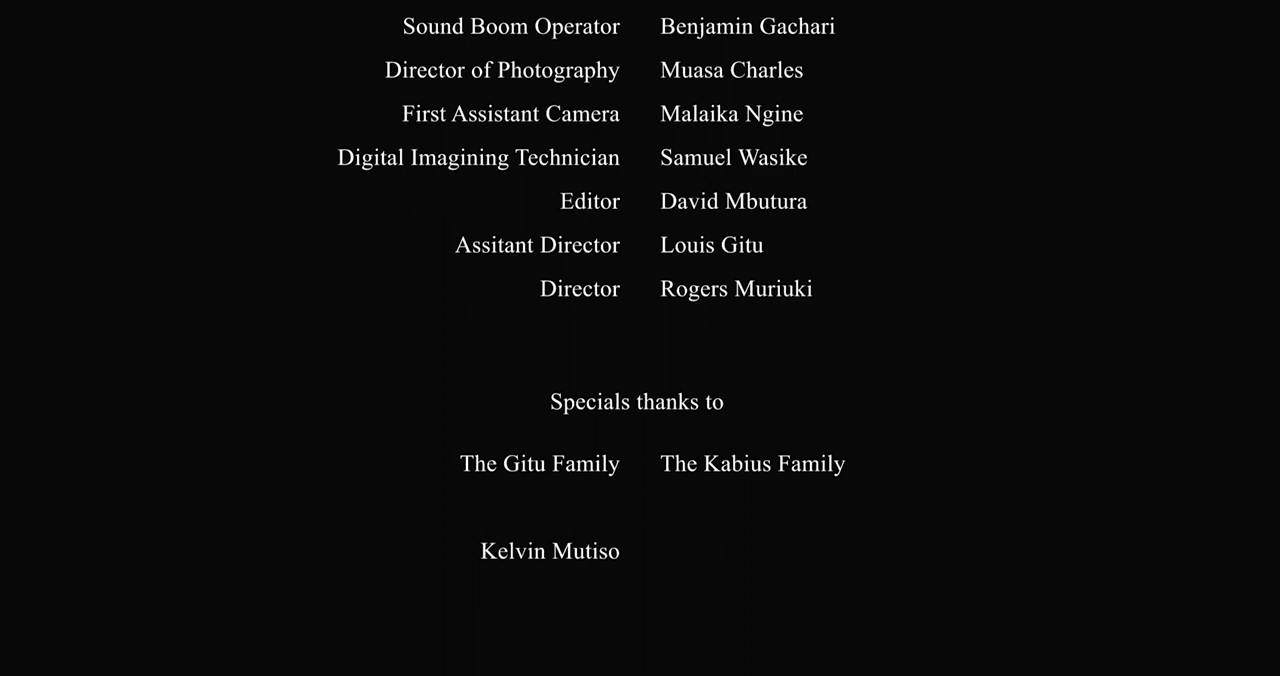 Sound Boom Operator Benjamin Gachari
Director of Photography Muasa Charles
First Assistant Camera Malaika Ngine
Digital Imagining Technician Samuel Wasike
Editor David Mbutura
Assitant Director Louis Gitu
Director Rogers Muriuki
Specials thanks to
The Gitu Family The Kabius Family
Kelvin Mutiso